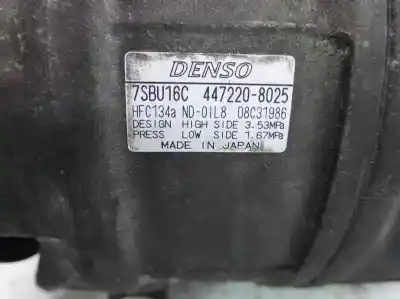 DENSO
7SBU16C 447220-8025
HFC134a ND-OIL8 08C31986
DESIGN HIGH SIDE 3.53MPa
PRESS LOW SIDE 1.67MPa
MADE IN JAPAN